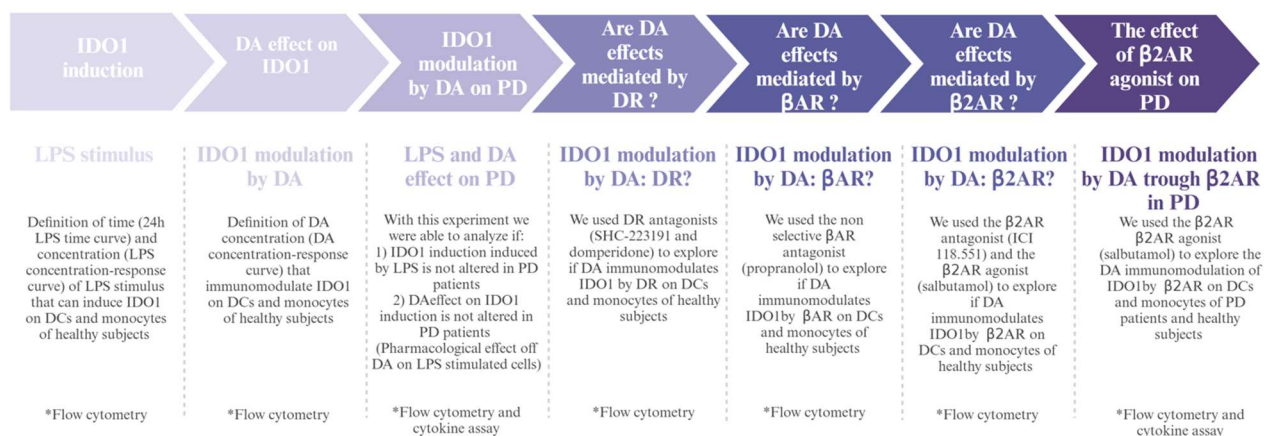 IDO1
induction
DA effect on
IDO1
IDO1
modulation
by DA on PD
Are DA
effects
mediated by
DR ?
Are DA
effects
mediated by
βAR ?
Are DA
effects
mediated by
β2AR ?
The effect
of β2AR
agonist on
PD
LPS stimulus
Definition of time (24h
LPS time curve) and
concentration (LPS
concentration-response
curve) of LPS stimulus
that can induce IDO1
on DCs and monocytes
of healthy subjects
*Flow cytometry
IDO1 modulation
by DA
Definition of DA
concentration (DA
concentration-response
curve) that
immunomodulate IDO1
on DCs and monocytes
of healthy subjects
*Flow cytometry
LPS and DA
effect on PD
With this experiment we
were able to analyze if:
1) IDO1 induction induced
by LPS is not altered in PD
patients
2) DAeffect on IDO1
induction is not altered in
PD patients
(Pharmacological effect off
DA on LPS stimulated cells)
*Flow cytometry and
cytokine assay
IDO1 modulation
by DA: DR?
We used DR antagonists
(SHC-223191 and
domperidone) to explore
if DA immunomodulates
IDO1 by DR on DCs
and monocytes of healthy
subjects
*Flow cytometry
IDO1 modulation
by DA: βAR?
We used the non
selective βAR
antagonist
(propranolol) to explore
if DA
immunomodulates
IDO1by βAR on DCs
and monocytes of
healthy subjects
*Flow cytometry
IDO1 modulation
by DA: β2AR?
We used the β2AR
antagonist (ICI
118.551) and the
β2AR agonist
(salbutamol) to explore
if DA
immunomodulates
IDO1by β2AR on
DCs and monocytes of
healthy subjects
*Flow cytometry
IDO1 modulation
by DA trough β2AR
in PD
We used the β2AR
β2AR agonist
(salbutamol) to explore the
DA immunomodulation of
IDO1by β2AR on DCs
and monocytes of PD
patients and healthy
subjects
*Flow cytometry and
cytokine assay